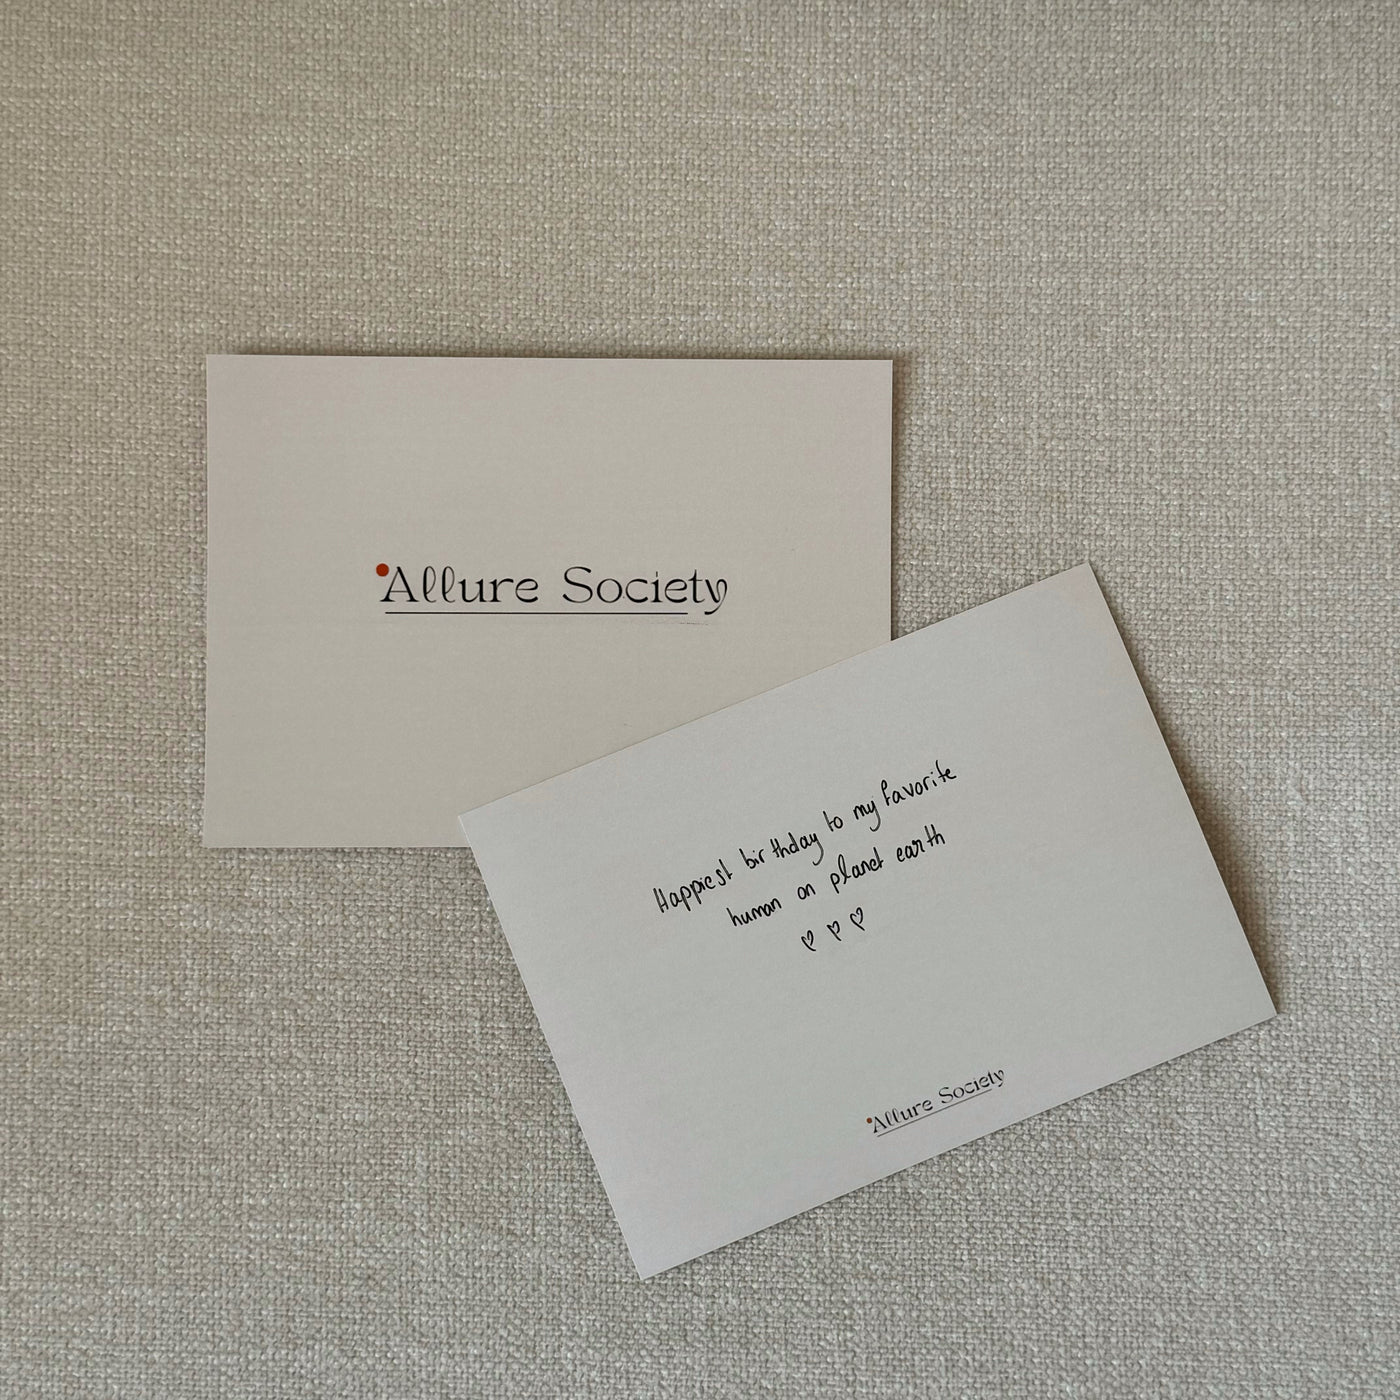 Allure Society
Happiest birthday to my favorite
human on planet earth
Allure Society